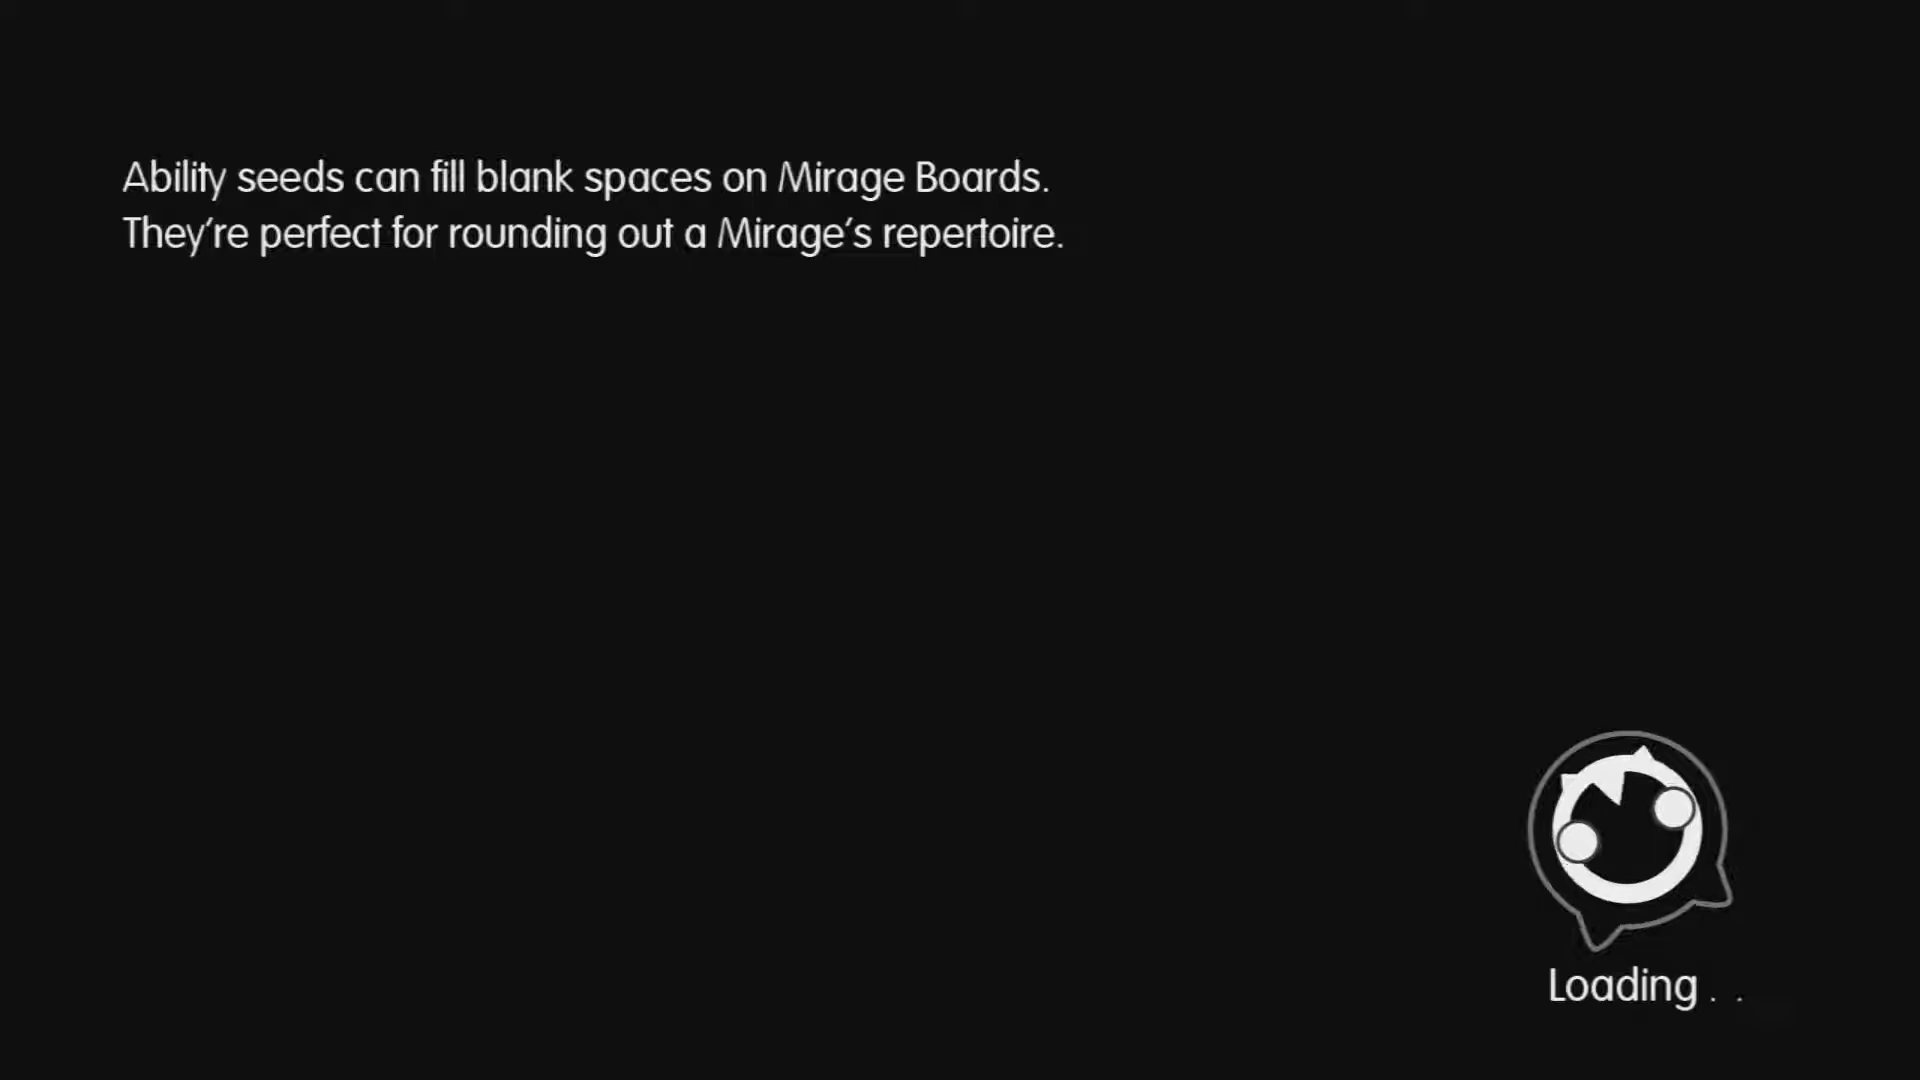 Ability seeds can fill blank spaces on Mirage Boards.
They're perfect for rounding out a Mirage's repertoire.
Loading . .